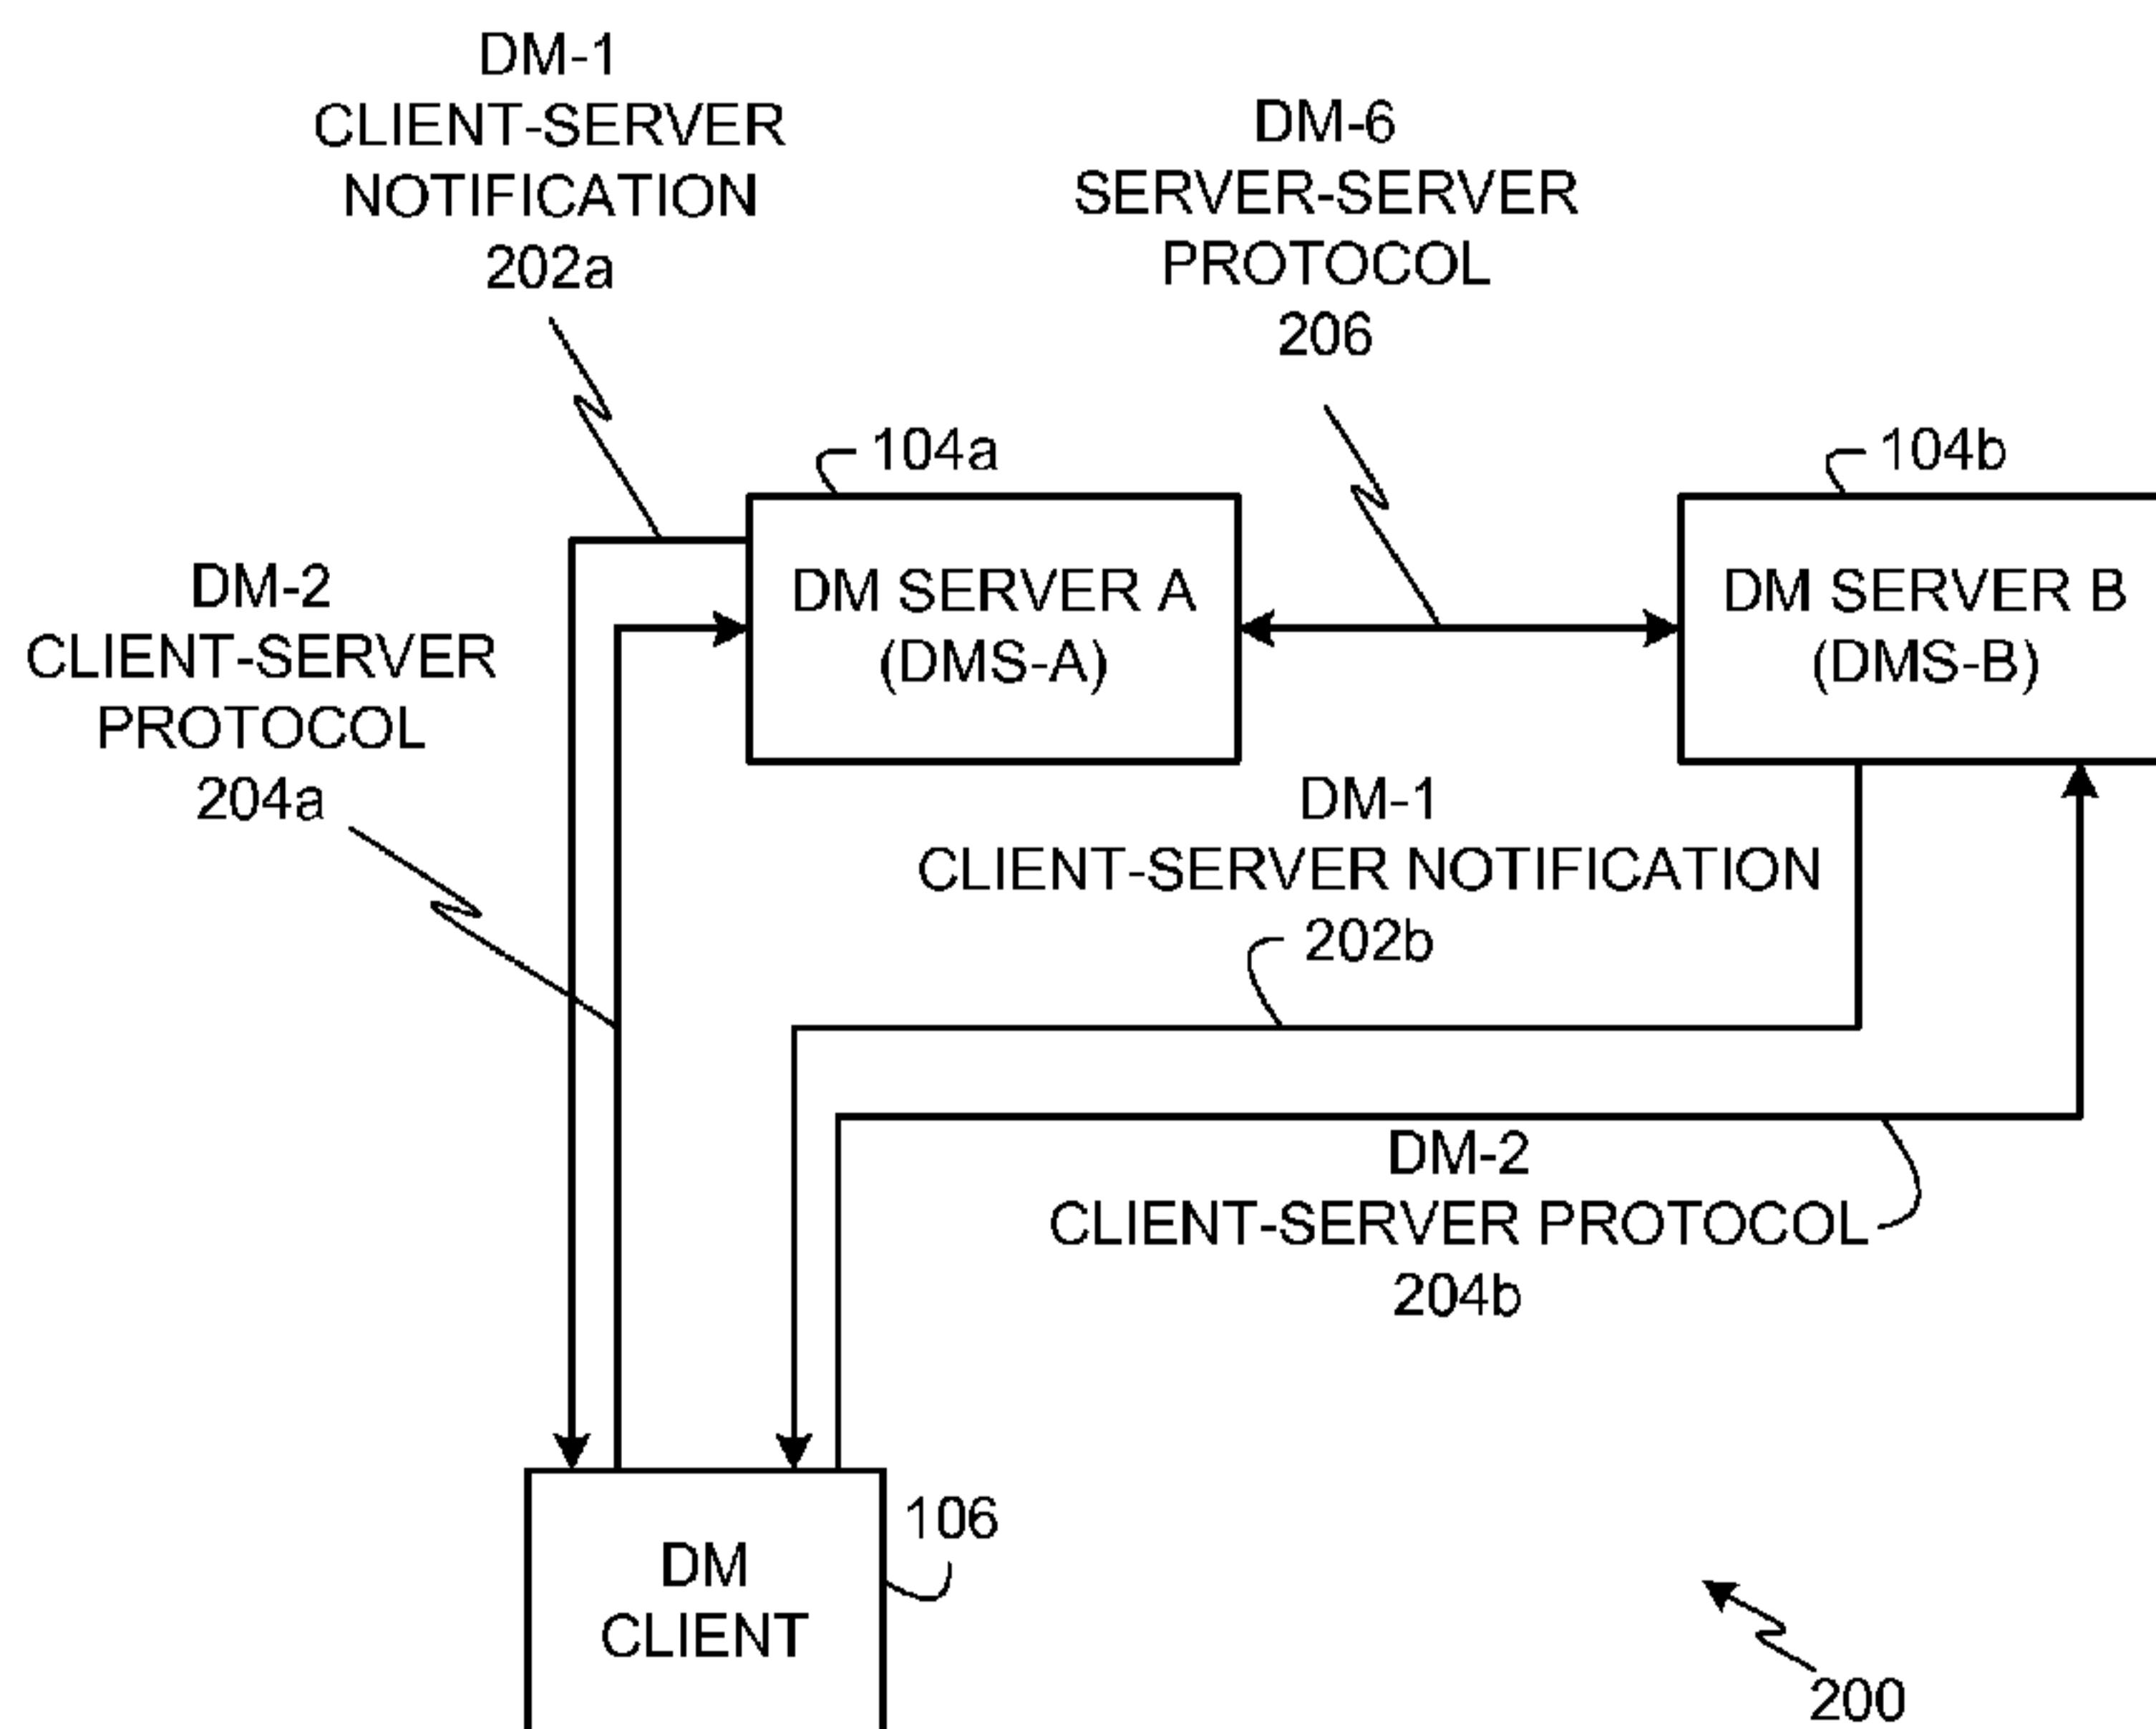 DM-1
CLIENT-SERVER
NOTIFICATION
202a
DM-6
SERVER-SERVER
PROTOCOL
206
104a
104b
DM-2
CLIENT-SERVER
PROTOCOL
204a
DM SERVER A
(DMS-A)
DM SERVER B
(DMS-B)
DM-1
CLIENT-SERVER NOTIFICATION
202b
DM-2
CLIENT-SERVER PROTOCOL
204b
106
DM
CLIENT
200